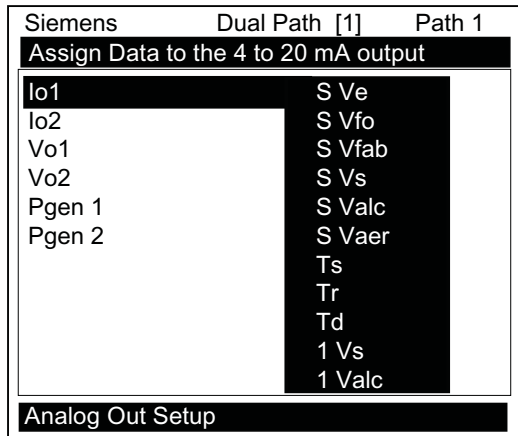 Siemens Dual Path [1] Path 1
Assign Data to the 4 to 20 mA output
Io1 S Ve
Io2 S Vfo
Vo1 S Vfab
Vo2 S Vs
Pgen 1 S Valc
Pgen 2 S Vaer
Ts
Tr
Td
1 Vs
1 Valc
Analog Out Setup